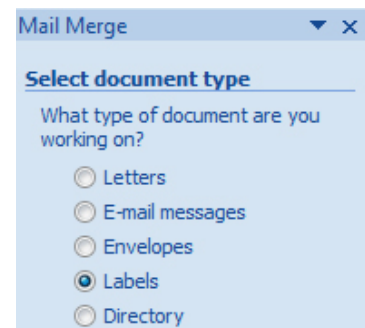 Mail Merge
Select document type
What type of document are you
working on?
Letters
E-mail messages
Envelopes
Labels
Directory